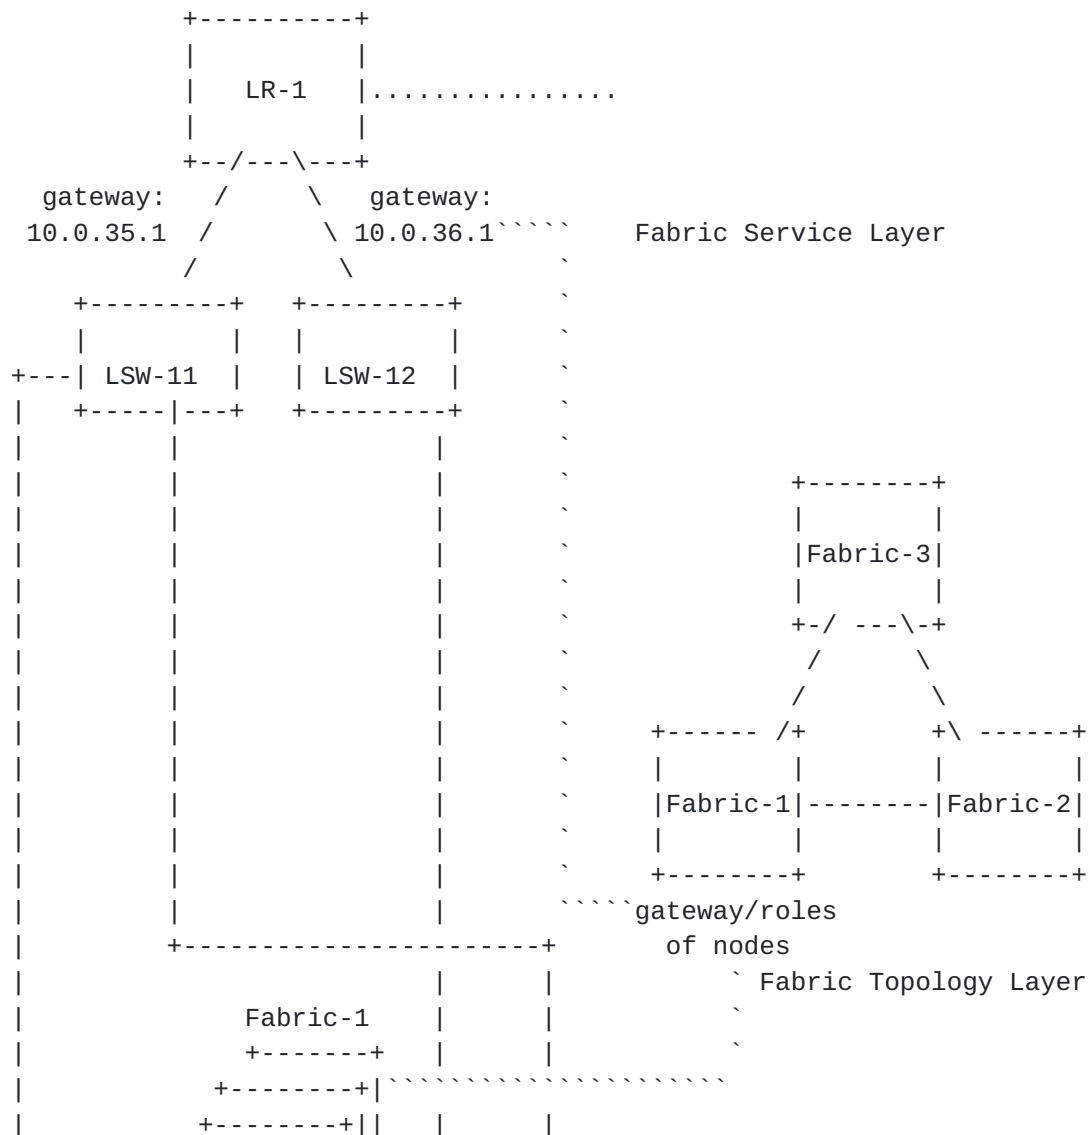 LR-1
gateway: gateway:
10.0.35.1 10.0.36.1 Fabric Service Layer
LSW-11 LSW-12
Fabric-3
Fabric-1 Fabric-2
gateway/roles
of nodes
Fabric Topology Layer
Fabric-1